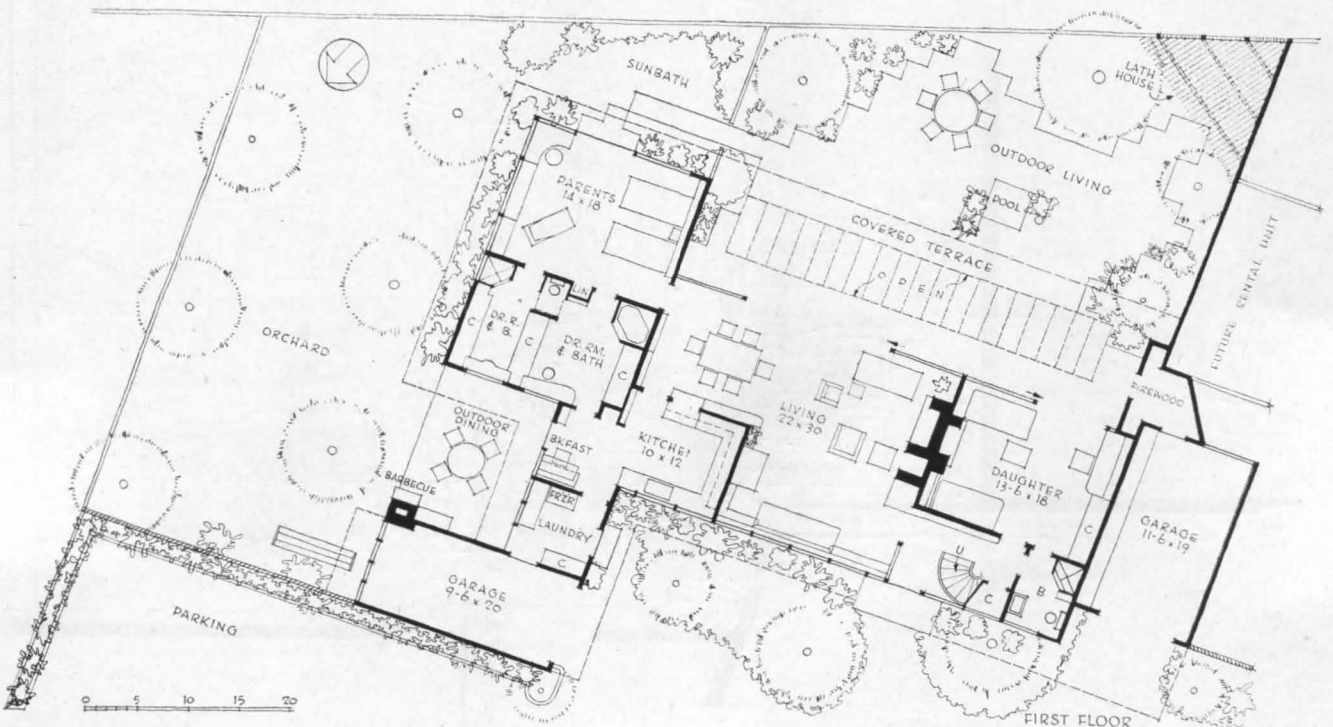 SUNBATH
LATH
HOUSE
OUTDOOR LIVING
PARENTS
14 x 18
POOL
COVERED TERRACE
OPEN
FUTURE CENTAL UNIT
LIN
DR. R.
& B.
C
C
DR. RM.
& BATH
C
ORCHARD
FIREWOOD
LIVING
22 x 30
OUTDOOR
DINING
BKFAST
KITCHEN
10 x 12
DAUGHTER
13-6 x 18
BARBECUE
FRZR
LAUNDRY
C
GARAGE
11-6 x 19
C
U
C
B
GARAGE
9-6 x 20
PARKING
0 5 10 15 20
FIRST FLOOR